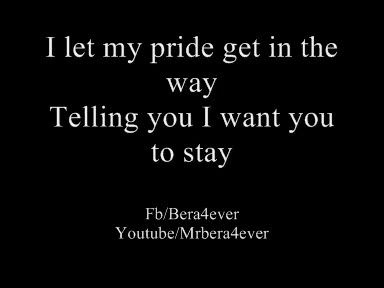 I let my pride get in the
way
Telling you I want you
to stay
Fb/Bera4ever
Youtube/Mrbera4ever